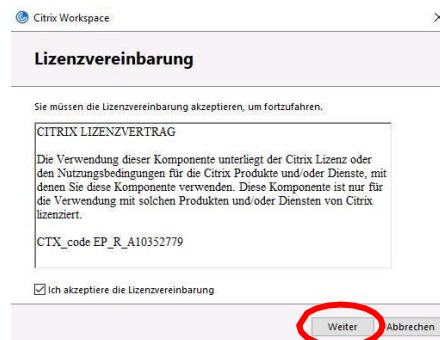 Citrix Workspace
Lizenzvereinbarung
Sie müssen die Lizenzvereinbarung akzeptieren, um fortzufahren.
CITRIX LIZENZVERTRAG
Die Verwendung dieser Komponente unterliegt der Citrix Lizenz oder
den Nutzungsbedingungen für die Citrix Produkte und/oder Dienste, mit
denen Sie diese Komponente verwenden. Diese Komponente ist nur für
die Verwendung mit solchen Produkten und/oder Diensten von Citrix
lizenziert.
CTX_code EP_R_A10352779
Ich akzeptiere die Lizenzvereinbarung
Weiter Abbrechen